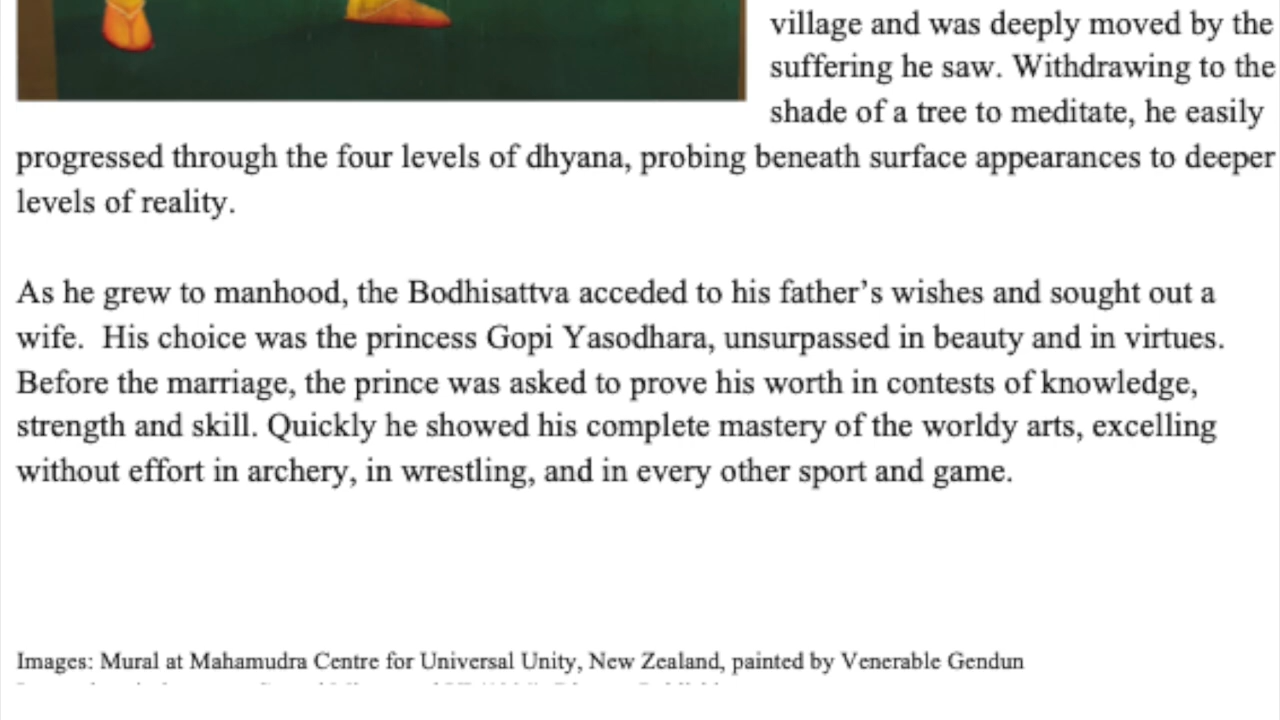 village and was deeply moved by the
suffering he saw. Withdrawing to the
shade of a tree to meditate, he easily
progressed through the four levels of dhyana, probing beneath surface appearances to deeper
levels of reality.
As he grew to manhood, the Bodhisattva acceded to his father’s wishes and sought out a
wife.  His choice was the princess Gopi Yasodhara, unsurpassed in beauty and in virtues.
Before the marriage, the prince was asked to prove his worth in contests of knowledge,
strength and skill. Quickly he showed his complete mastery of the worldy arts, excelling
without effort in archery, in wrestling, and in every other sport and game.
Images: Mural at Mahamudra Centre for Universal Unity, New Zealand, painted by Venerable Gendun